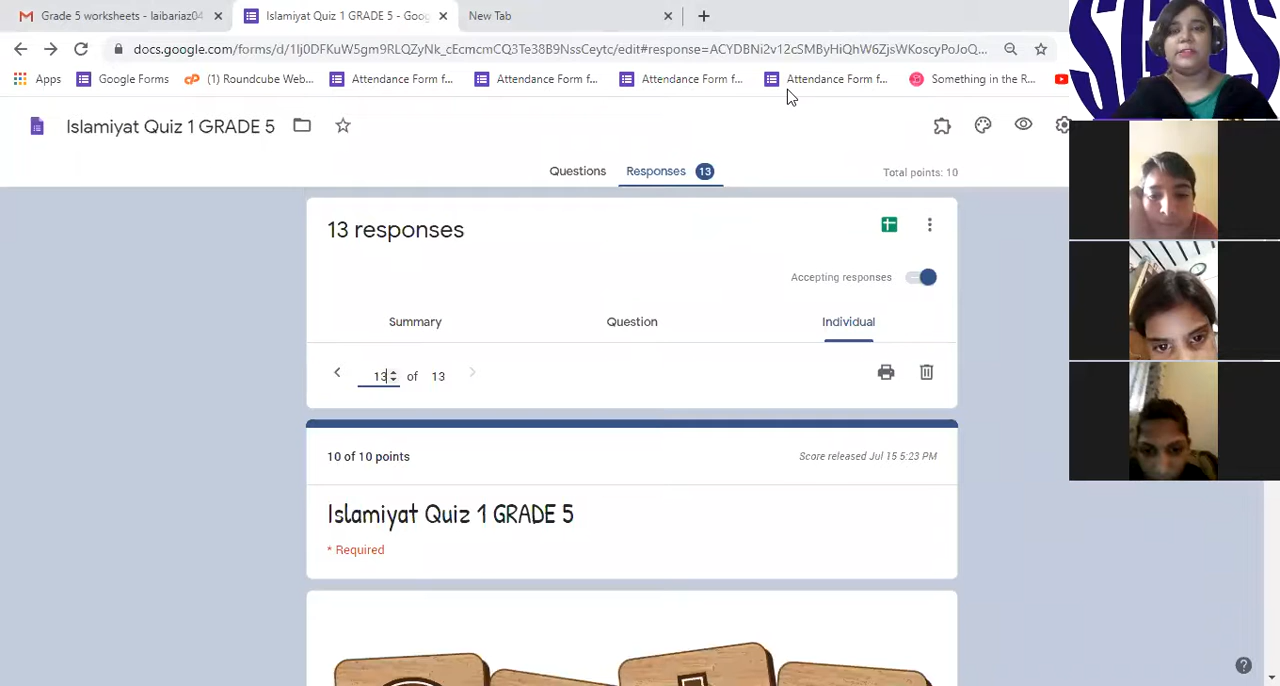 Grade 5 worksheets - laibariaz04
Islamiyat Quiz 1 GRADE 5 - Goog
New Tab
docs.google.com/forms/d/1Ij0DFKuW5gm9RLQZyNk_cEcnTomCQ3Te38B9NssCeytc/edit#response=ACYDBNi2v12cSMByHiQhW6ZjsWKoscyPoJoQ...
Apps
Google Forms
(1) Roundcube Web...
Attendance Form f...
Attendance Form f...
Attendance Form f...
Attendance Form f...
Something in the R...
Islamiyat Quiz 1 GRADE 5
Questions
Responses 13
Total points: 10
13 responses
Accepting responses
Summary
Question
Individual
13 of 13
10 of 10 points
Score released Jul 15 5:23 PM
Islamiyat Quiz 1 GRADE 5
* Required